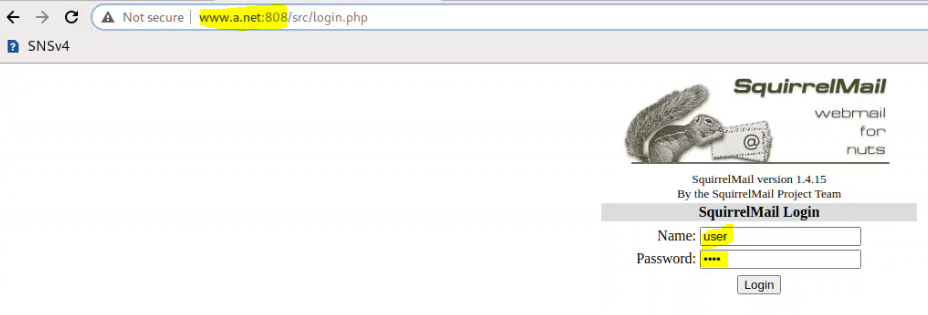 Not secure | www.a.net:808/src/login.php
SNSv4
SquirrelMail
webmail
for
nuts
@
SquirrelMail version 1.4.15
By the SquirrelMail Project Team
SquirrelMail Login
Name: user
Password: ••••
Login